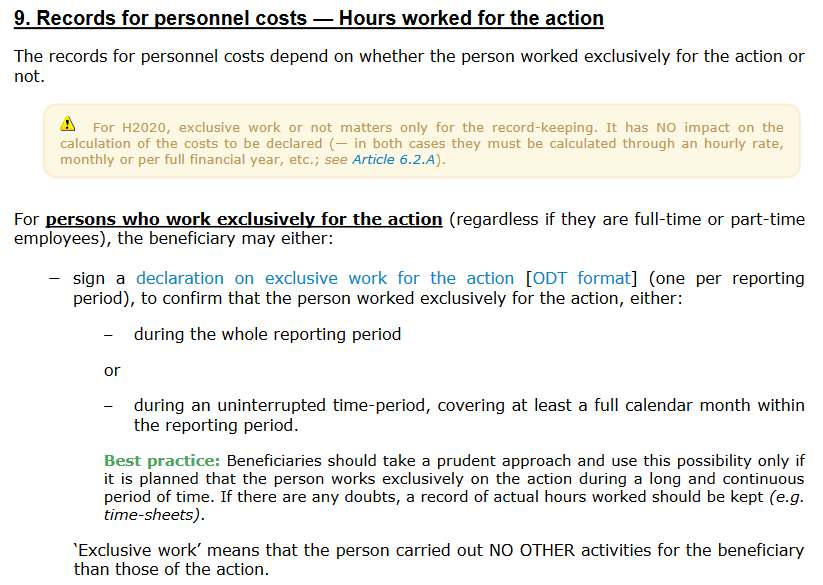 9. Records for personnel costs — Hours worked for the action
The records for personnel costs depend on whether the person worked exclusively for the action or
not.
For H2020, exclusive work or not matters only for the record-keeping. It has NO impact on the
calculation of the costs to be declared (— in both cases they must be calculated through an hourly rate,
monthly or per full financial year, etc.; see Article 6.2.A).
For persons who work exclusively for the action (regardless if they are full-time or part-time
employees), the beneficiary may either:
− sign a declaration on exclusive work for the action [ODT format] (one per reporting
period), to confirm that the person worked exclusively for the action, either:
− during the whole reporting period
or
− during an uninterrupted time-period, covering at least a full calendar month within
the reporting period.
Best practice: Beneficiaries should take a prudent approach and use this possibility only if
it is planned that the person works exclusively on the action during a long and continuous
period of time. If there are any doubts, a record of actual hours worked should be kept (e.g.
time-sheets).
‘Exclusive work’ means that the person carried out NO OTHER activities for the beneficiary
than those of the action.